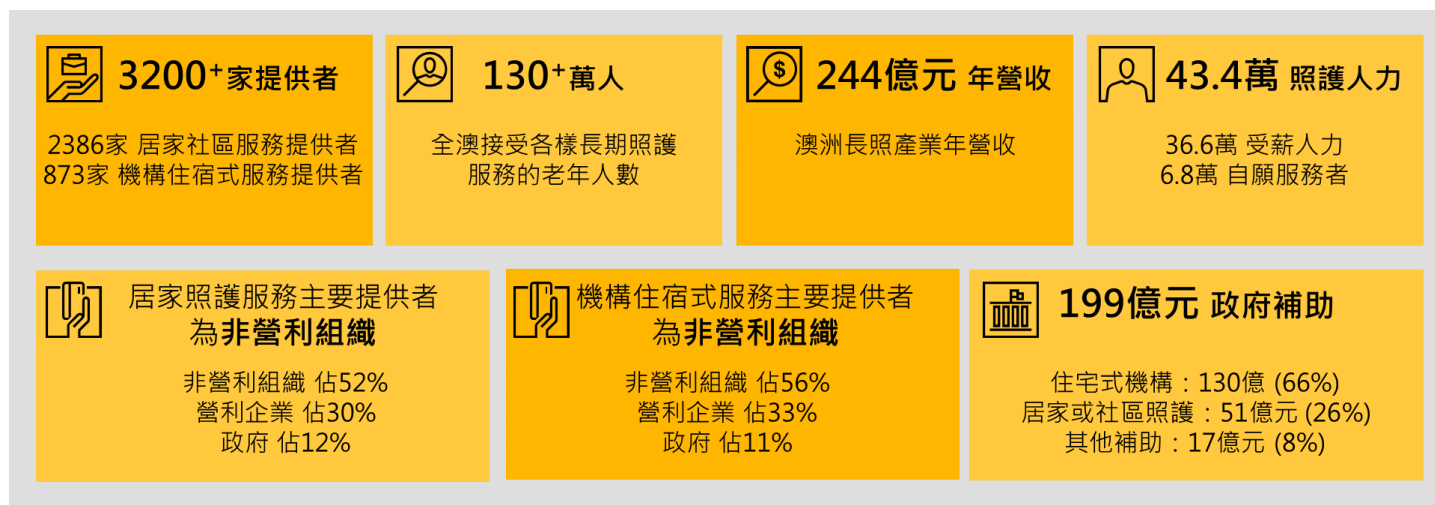 3200+家提供者
2386家 居家社區服務提供者
873家 機構住宿式服務提供者
130+萬人
全澳接受各樣長期照護
服務的老年人數
$
244億元 年營收
澳洲長照產業年營收
43.4萬 照護人力
36.6萬 受薪人力
6.8萬 自願服務者
居家照護服務主要提供者
為非營利組織
非營利組織 佔52%
營利企業 佔30%
政府 佔12%
機構住宿式服務主要提供者
為非營利組織
非營利組織 佔56%
營利企業 佔33%
政府 佔11%
199億元 政府補助
住宅式機構：130億 (66%)
居家或社區照護：51億元 (26%)
其他補助：17億元 (8%)